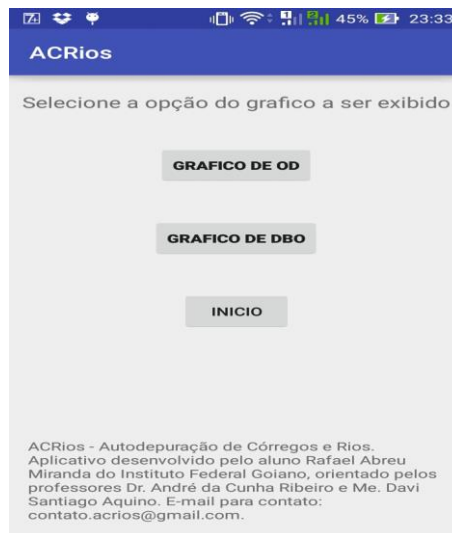 45% 23:33
ACRios
Selecione a opção do grafico a ser exibido
GRAFICO DE OD
GRAFICO DE DBO
INICIO
ACRios - Autodepuração de Córregos e Rios.
Aplicativo desenvolvido pelo aluno Rafael Abreu
Miranda do Instituto Federal Goiano, orientado pelos
professores Dr. André da Cunha Ribeiro e Me. Davi
Santiago Aquino. E-mail para contato:
contato.acrios@gmail.com.